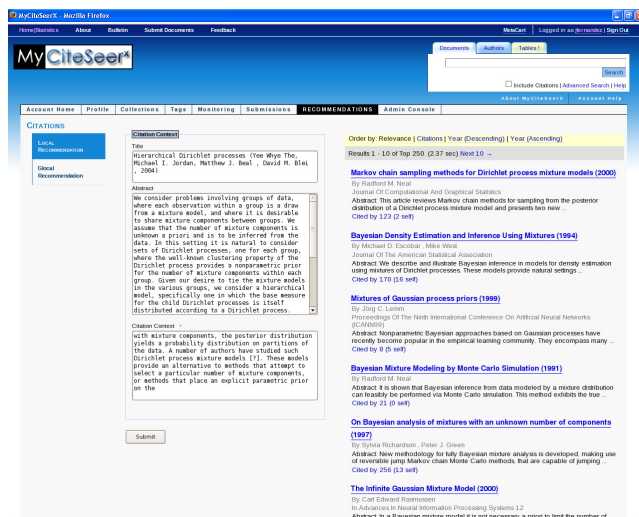 MyCiteSeerX - Mozilla Firefox
Home|Statistics About Bulletin Submit Documents Feedback MetaCart Logged in as jfernandez | Sign Out
My CiteSeer x
Documents Authors Tables !
Search
Include Citations | Advanced Search | Help
About MyCiteSeerX Account Help
Account Home Profile Collections Tags Monitoring Submissions RECOMMENDATIONS Admin Console
CITATIONS
LOCAL RECOMMENDATION
Glocal Recommendation
Citation Context
Title
Hierarchical Dirichlet processes (Yee Whye The,
Michael I. Jordan, Matthew J. Beal , David M. Blei
, 2004)
Abstract
We consider problems involving groups of data,
where each observation within a group is a draw
from a mixture model, and where it is desirable
to share mixture components between groups. We
assume that the number of mixture components is
unknown a priori and is to be inferred from the
data. In this setting it is natural to consider
sets of Dirichlet processes, one for each group,
where the well-known clustering property of the
Dirichlet process provides a nonparametric prior
for the number of mixture components within each
group. Given our desire to tie the mixture models
in the various groups, we consider a hierarchical
model, specifically one in which the base measure
for the child Dirichlet processes is itself
distributed according to a Dirichlet process.
Citation Context *
with mixture components, the posterior distribution
yields a probability distribution on partitions of
the data. A number of authors have studied such
Dirichlet process mixture models [?]. These models
provide an alternative to methods that attempt to
select a particular number of mixture components,
or methods that place an explicit parametric prior
on the
Submit
Order by: Relevance | Citations | Year (Descending) | Year (Ascending)
Results 1 - 10 of Top 250. (2.37 sec) Next 10 →
Markov chain sampling methods for Dirichlet process mixture models (2000)
By Radford M. Neal
Journal Of Computational And Graphical Statistics
Abstract: This article reviews Markov chain methods for sampling from the posterior
distribution of a Dirichlet process mixture model and presents two new ...
Cited by 123 (2 self)
Bayesian Density Estimation and Inference Using Mixtures (1994)
By Michael D. Escobar , Mike West
Journal Of The American Statistical Association
Abstract: We describe and illustrate Bayesian inference in models for density estimation
using mixtures of Dirichlet processes. These models provide natural settings ...
Cited by 170 (16 self)
Mixtures of Gaussian process priors (1999)
By Jörg C. Lemm
Proceedings Of The Ninth International Conference On Artificial Neural Networks
(ICANN99)
Abstract: Nonparametric Bayesian approaches based on Gaussian processes have
recently become popular in the empirical learning community. They encompass many ...
Cited by 8 (5 self)
Bayesian Mixture Modeling by Monte Carlo Simulation (1991)
By Radford M. Neal
Abstract: It is shown that Bayesian inference from data modeled by a mixture distribution
can feasibly be performed via Monte Carlo simulation. This method exhibits the true ...
Cited by 21 (0 self)
On Bayesian analysis of mixtures with an unknown number of components
(1997)
By Sylvia Richardson , Peter J. Green
Abstract: New methodology for fully Bayesian mixture analysis is developed, making use
of reversible jump Markov chain Monte Carlo methods, that are capable of jumping ...
Cited by 256 (13 self)
The Infinite Gaussian Mixture Model (2000)
By Carl Edward Rasmussen
In Advances In Neural Information Processing Systems 12
Abstract: In a Bayesian mixture model it is not necessary a priori to limit the number of